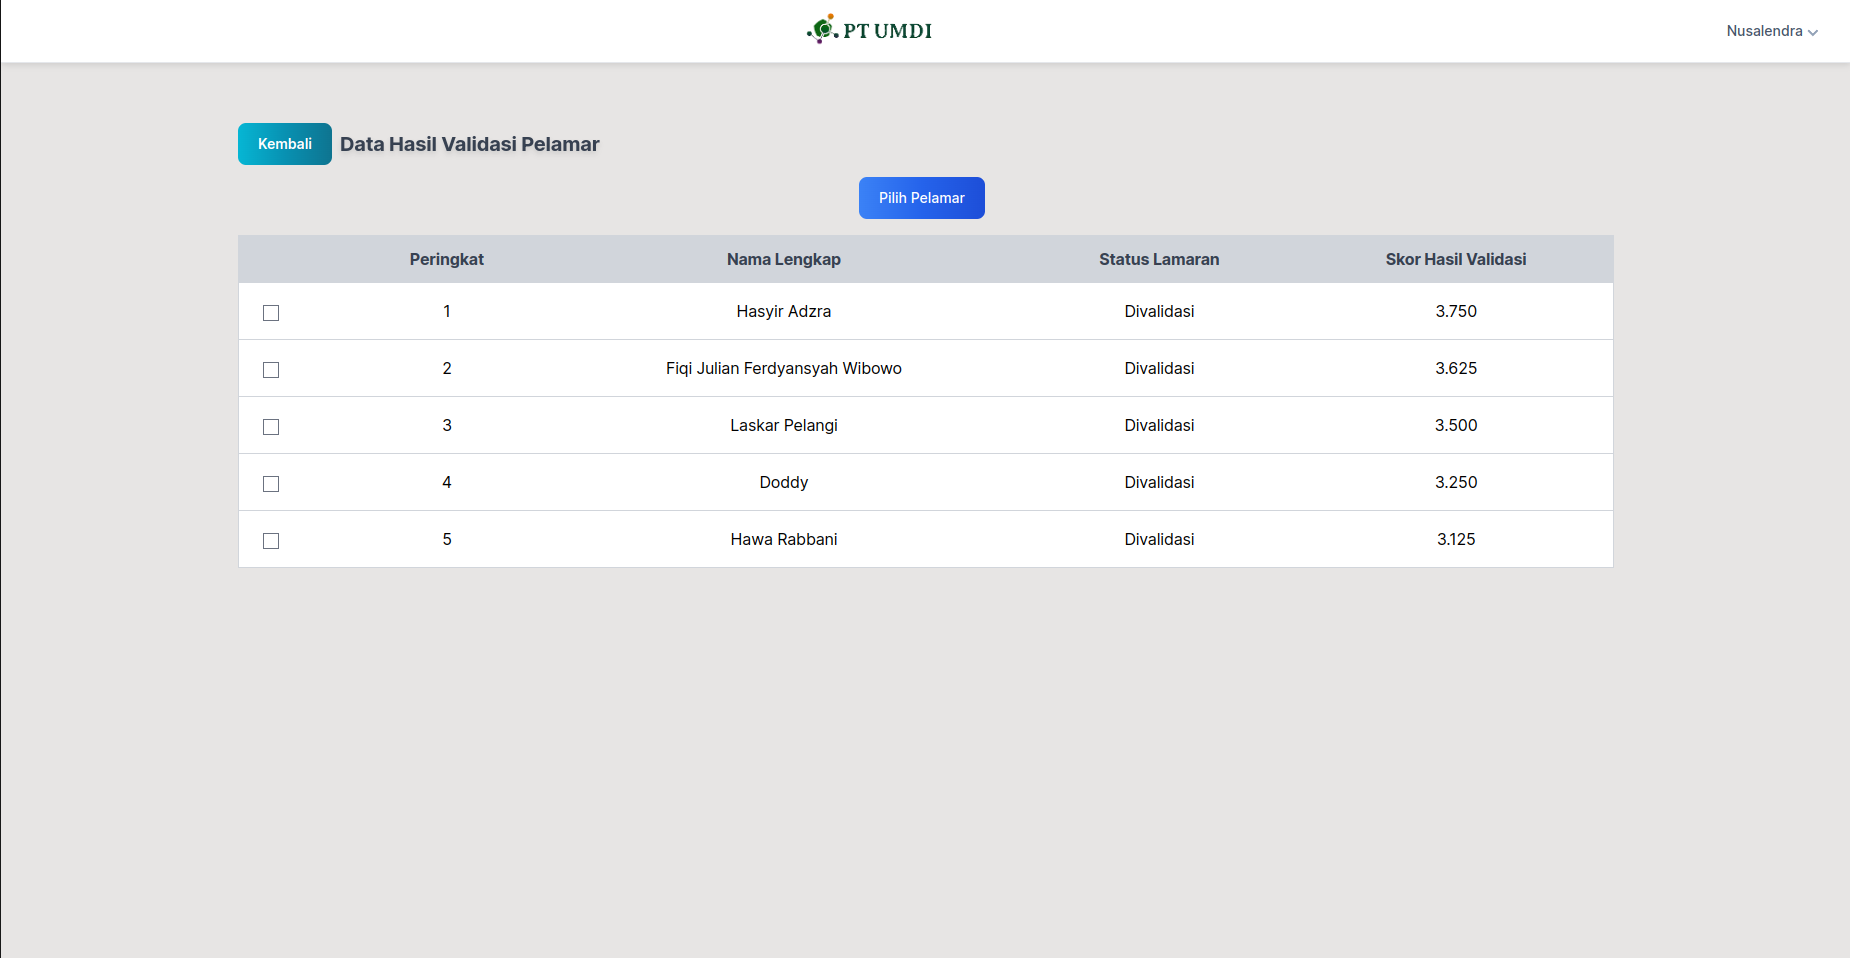 PT UMDI
Nusalendra
Kembali
Data Hasil Validasi Pelamar
Pilih Pelamar
Peringkat Nama Lengkap Status Lamaran Skor Hasil Validasi
1 Hasyir Adzra Divalidasi 3.750
2 Fiqi Julian Ferdyansyah Wibowo Divalidasi 3.625
3 Laskar Pelangi Divalidasi 3.500
4 Doddy Divalidasi 3.250
5 Hawa Rabbani Divalidasi 3.125